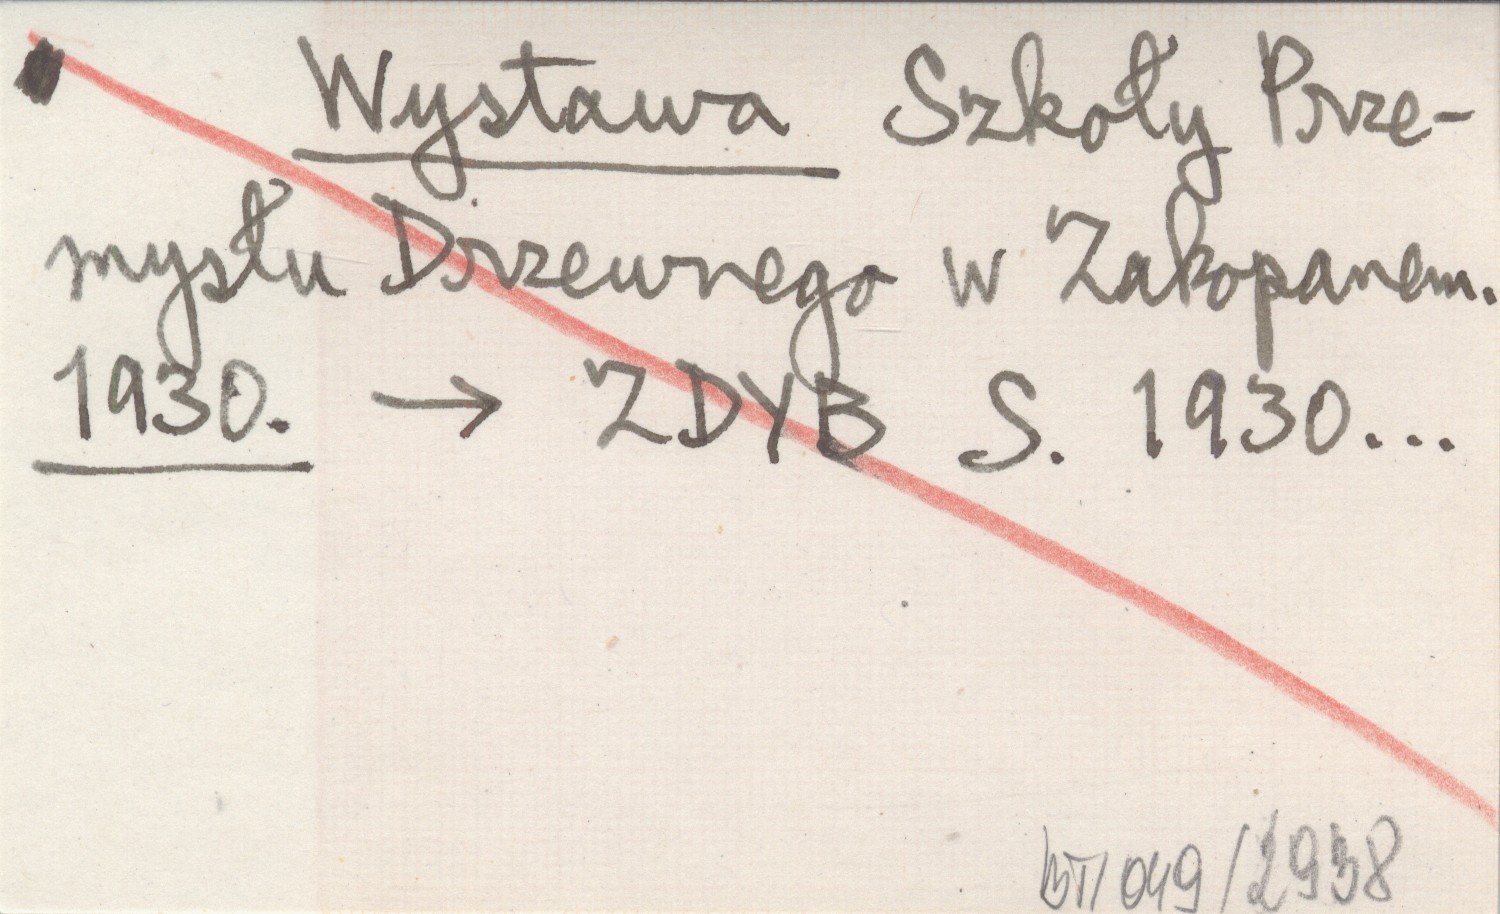 Wystawa Szkoły Prze-
mysłu Drzewnego w Zakopanem.
1930. → ZDYB S. 1930...
BT/049/2938